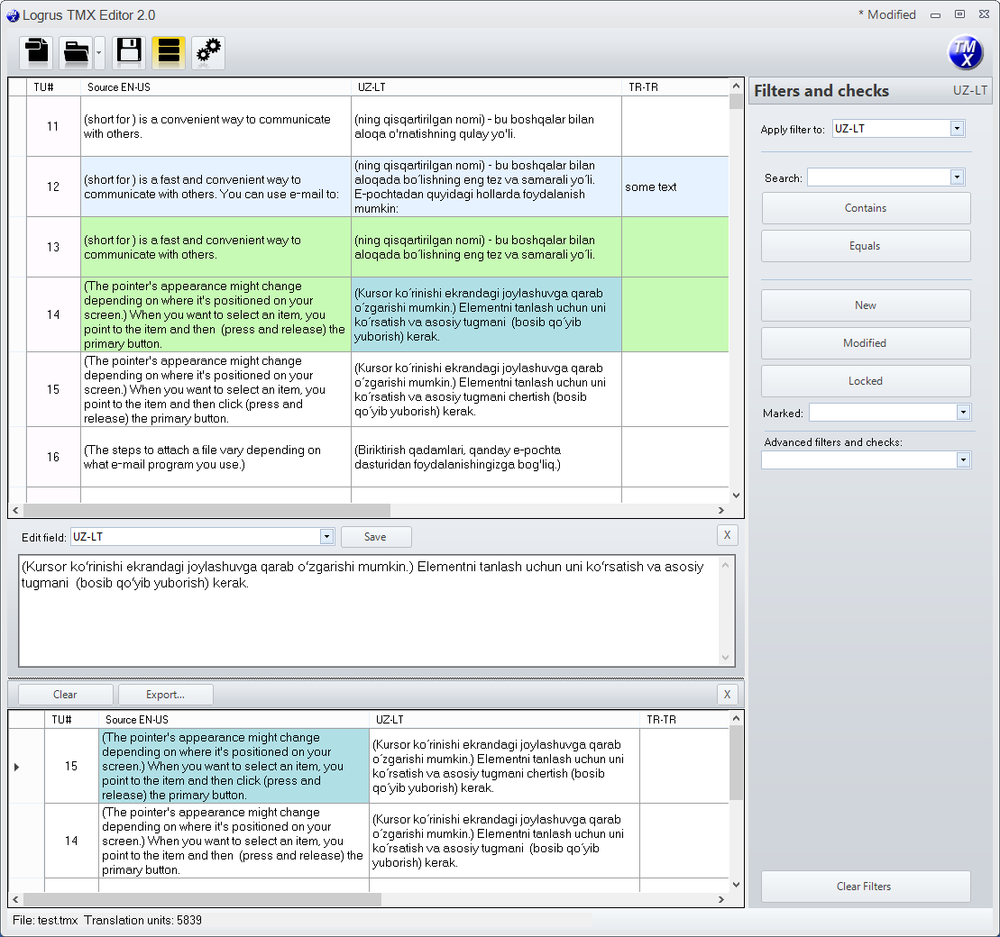 Logrus TMX Editor 2.0
* Modified
TM
X
TU#
Source EN-US
UZ-LT
TR-TR
11
(short for ) is a convenient way to communicate
with others.
(ning qisqartirilgan nomi) - bu boshqalar bilan
aloqa o'rnatishning qulay yo'li.
12
(short for ) is a fast and convenient way to
communicate with others. You can use e-mail to:
(ning qisqartirilgan nomi) - bu boshqalar bilan
aloqada boʻlishning eng tez va samarali yoʻli.
E-pochtadan quyidagi hollarda foydalanish
mumkin:
some text
13
(short for ) is a fast and convenient way to
communicate with others.
(ning qisqartirilgan nomi) - bu boshqalar bilan
aloqada boʻlishning eng tez va samarali yoʻli.
14
(The pointer's appearance might change
depending on where it's positioned on your
screen.) When you want to select an item, you
point to the item and then  (press and release) the
primary button.
(Kursor koʻrinishi ekrandagi joylashuvga qarab
oʻzgarishi mumkin.) Elementni tanlash uchun uni
koʻrsatish va asosiy tugmani  (bosib qoʻyib
yuborish) kerak.
15
(The pointer's appearance might change
depending on where it's positioned on your
screen.) When you want to select an item, you
point to the item and then click (press and
release) the primary button.
(Kursor koʻrinishi ekrandagi joylashuvga qarab
oʻzgarishi mumkin.) Elementni tanlash uchun uni
koʻrsatish va asosiy tugmani chertish (bosib
qoʻyib yuborish) kerak.
16
(The steps to attach a file vary depending on
what e-mail program you use.)
(Biriktirish qadamlari, qanday e-pochta
dasturidan foydalanishingizga bog'liq.)
Edit field:
UZ-LT
Save
X
(Kursor koʻrinishi ekrandagi joylashuvga qarab oʻzgarishi mumkin.) Elementni tanlash uchun uni koʻrsatish va asosiy
tugmani  (bosib qoʻyib yuborish) kerak.
Clear
Export...
X
TU#
Source EN-US
UZ-LT
TR-TR
15
(The pointer's appearance might change
depending on where it's positioned on your
screen.) When you want to select an item, you
point to the item and then click (press and
release) the primary button.
(Kursor koʻrinishi ekrandagi joylashuvga qarab
oʻzgarishi mumkin.) Elementni tanlash uchun uni
koʻrsatish va asosiy tugmani chertish (bosib
qoʻyib yuborish) kerak.
14
(The pointer's appearance might change
depending on where it's positioned on your
screen.) When you want to select an item, you
point to the item and then  (press and release) the
primary button.
(Kursor koʻrinishi ekrandagi joylashuvga qarab
oʻzgarishi mumkin.) Elementni tanlash uchun uni
koʻrsatish va asosiy tugmani  (bosib qoʻyib
yuborish) kerak.
File: test.tmx  Translation units: 5839
Filters and checks
UZ-LT
Apply filter to:
UZ-LT
Search:
Contains
Equals
New
Modified
Locked
Marked:
Advanced filters and checks:
Clear Filters